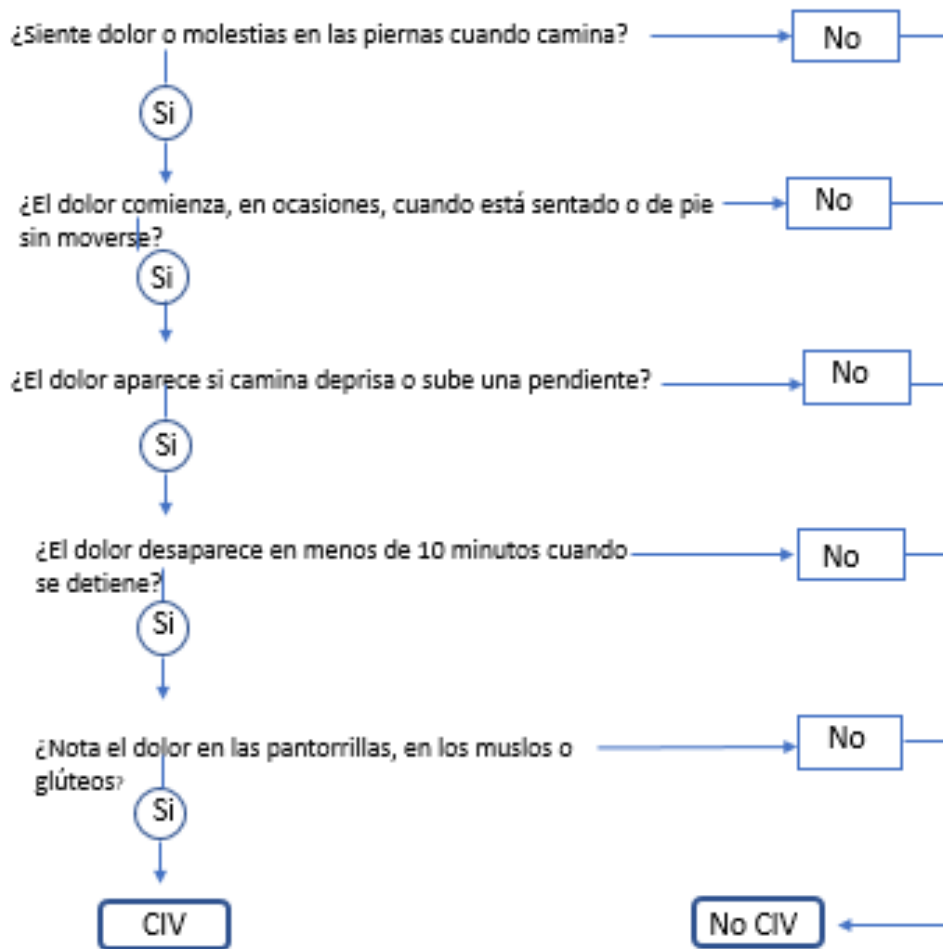 ¿Siente dolor o molestias en las piernas cuando camina?
No
Si
¿El dolor comienza, en ocasiones, cuando está sentado o de pie
sin moverse?
No
Si
¿El dolor aparece si camina deprisa o sube una pendiente?
No
Si
¿El dolor desaparece en menos de 10 minutos cuando
se detiene?
No
Si
¿Nota el dolor en las pantorrillas, en los muslos o
glúteos?
No
Si
CIV
No CIV